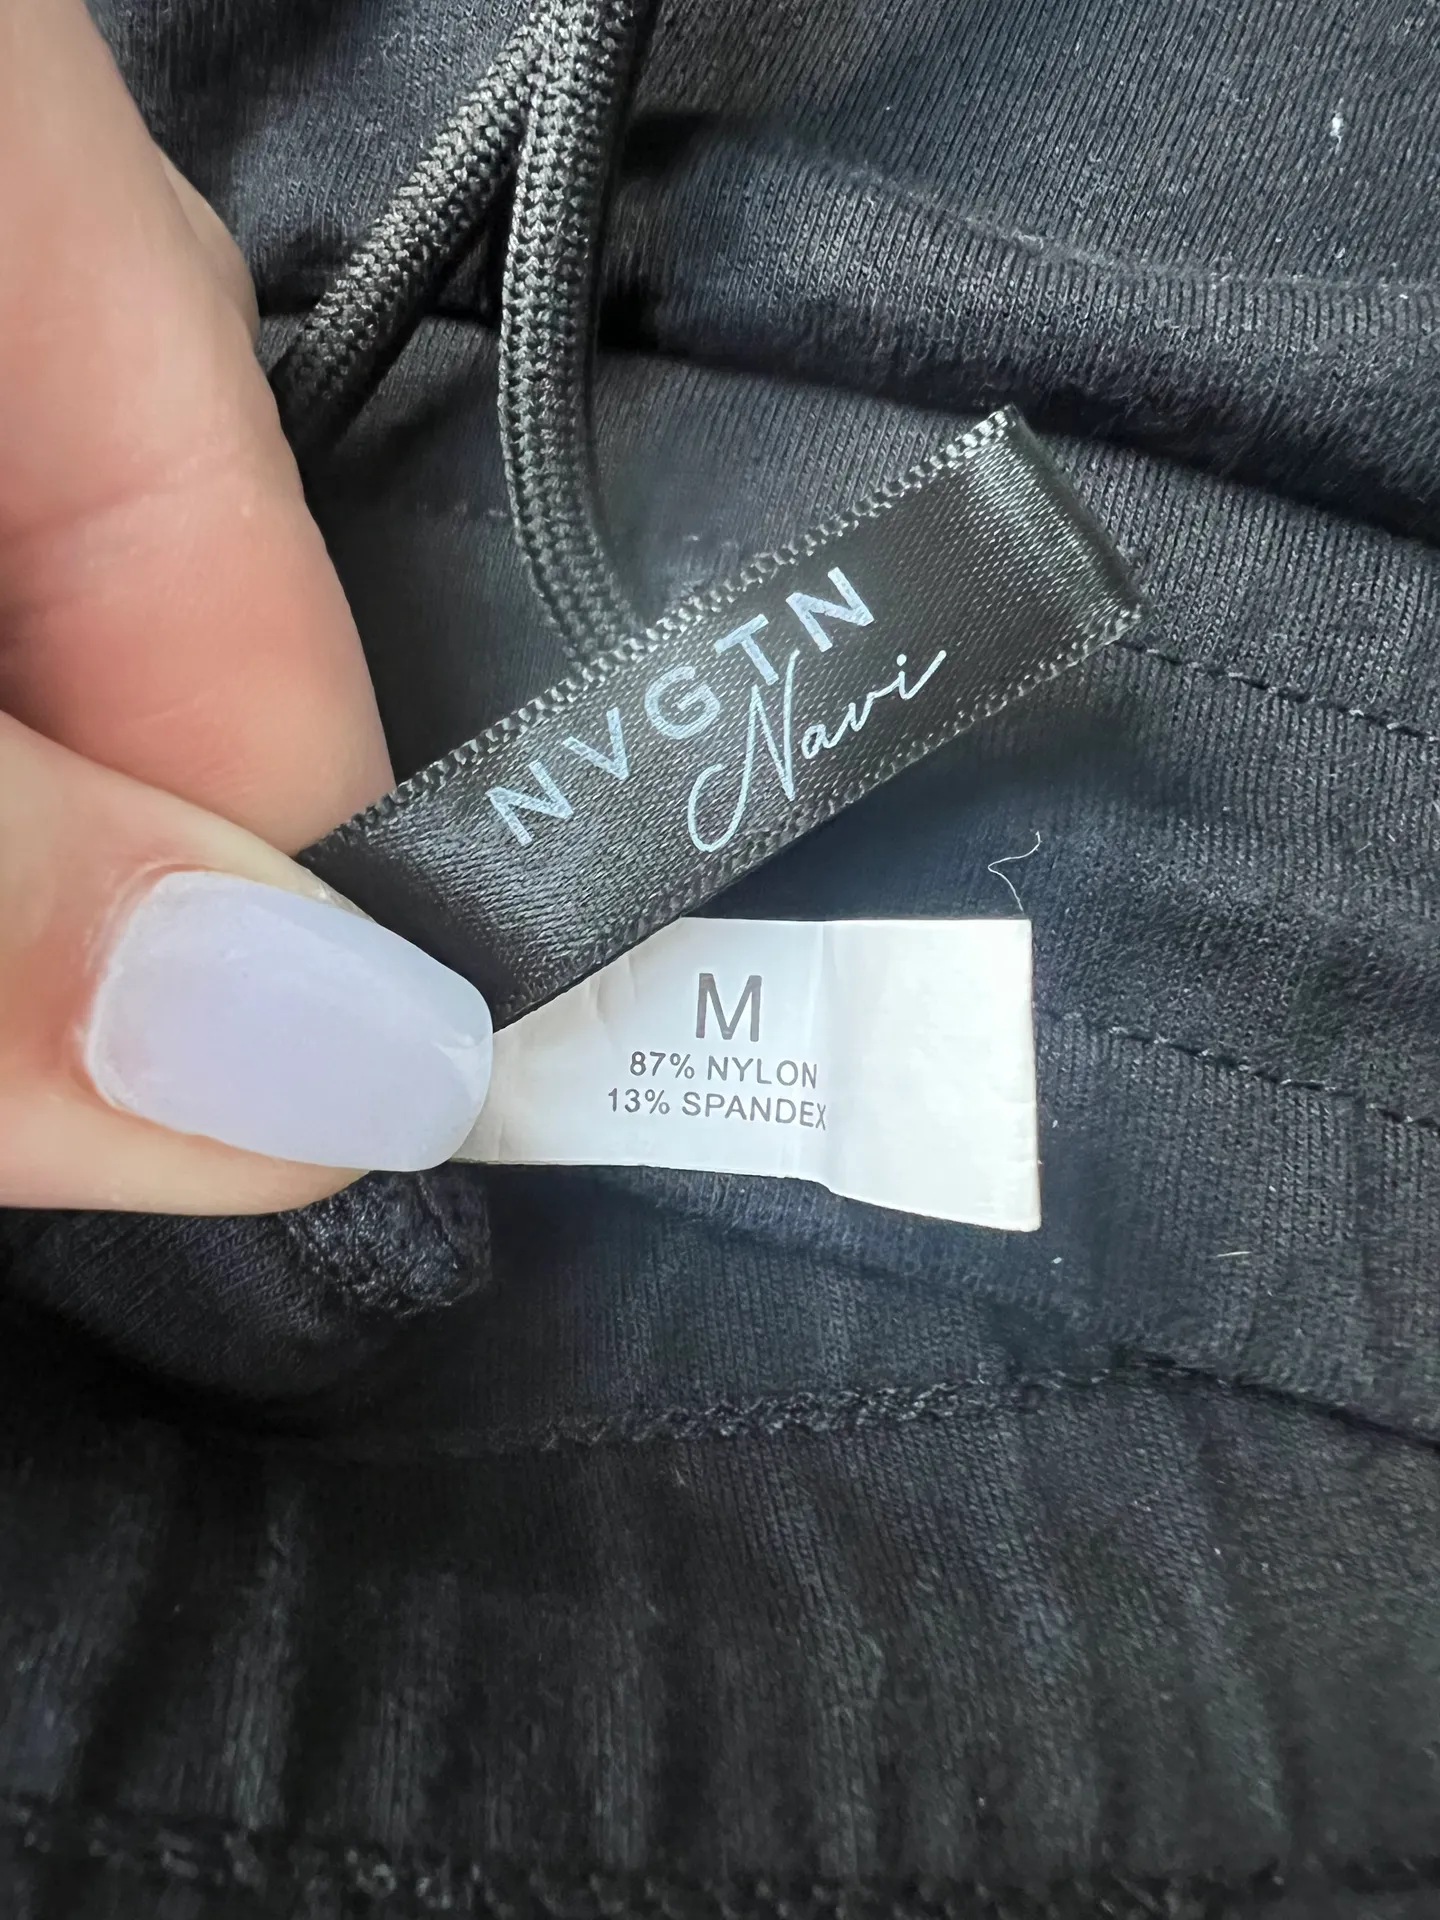 NVGTN
Navi
M
87% NYLON
13% SPANDEX